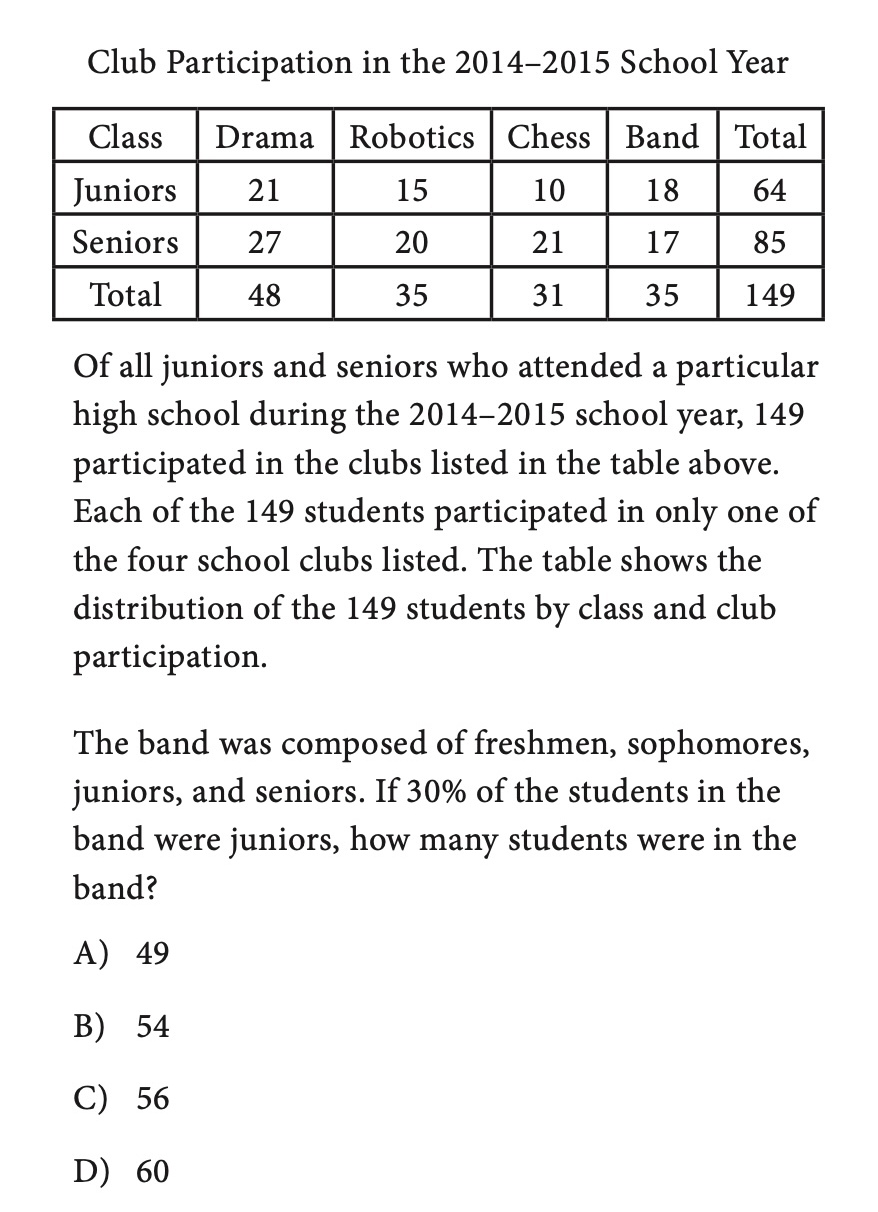 Club Participation in the 2014–2015 School Year
Class Drama Robotics Chess Band Total
Juniors 21 15 10 18 64
Seniors 27 20 21 17 85
Total 48 35 31 35 149
Of all juniors and seniors who attended a particular
high school during the 2014–2015 school year, 149
participated in the clubs listed in the table above.
Each of the 149 students participated in only one of
the four school clubs listed. The table shows the
distribution of the 149 students by class and club
participation.
The band was composed of freshmen, sophomores,
juniors, and seniors. If 30% of the students in the
band were juniors, how many students were in the
band?
A) 49
B) 54
C) 56
D) 60